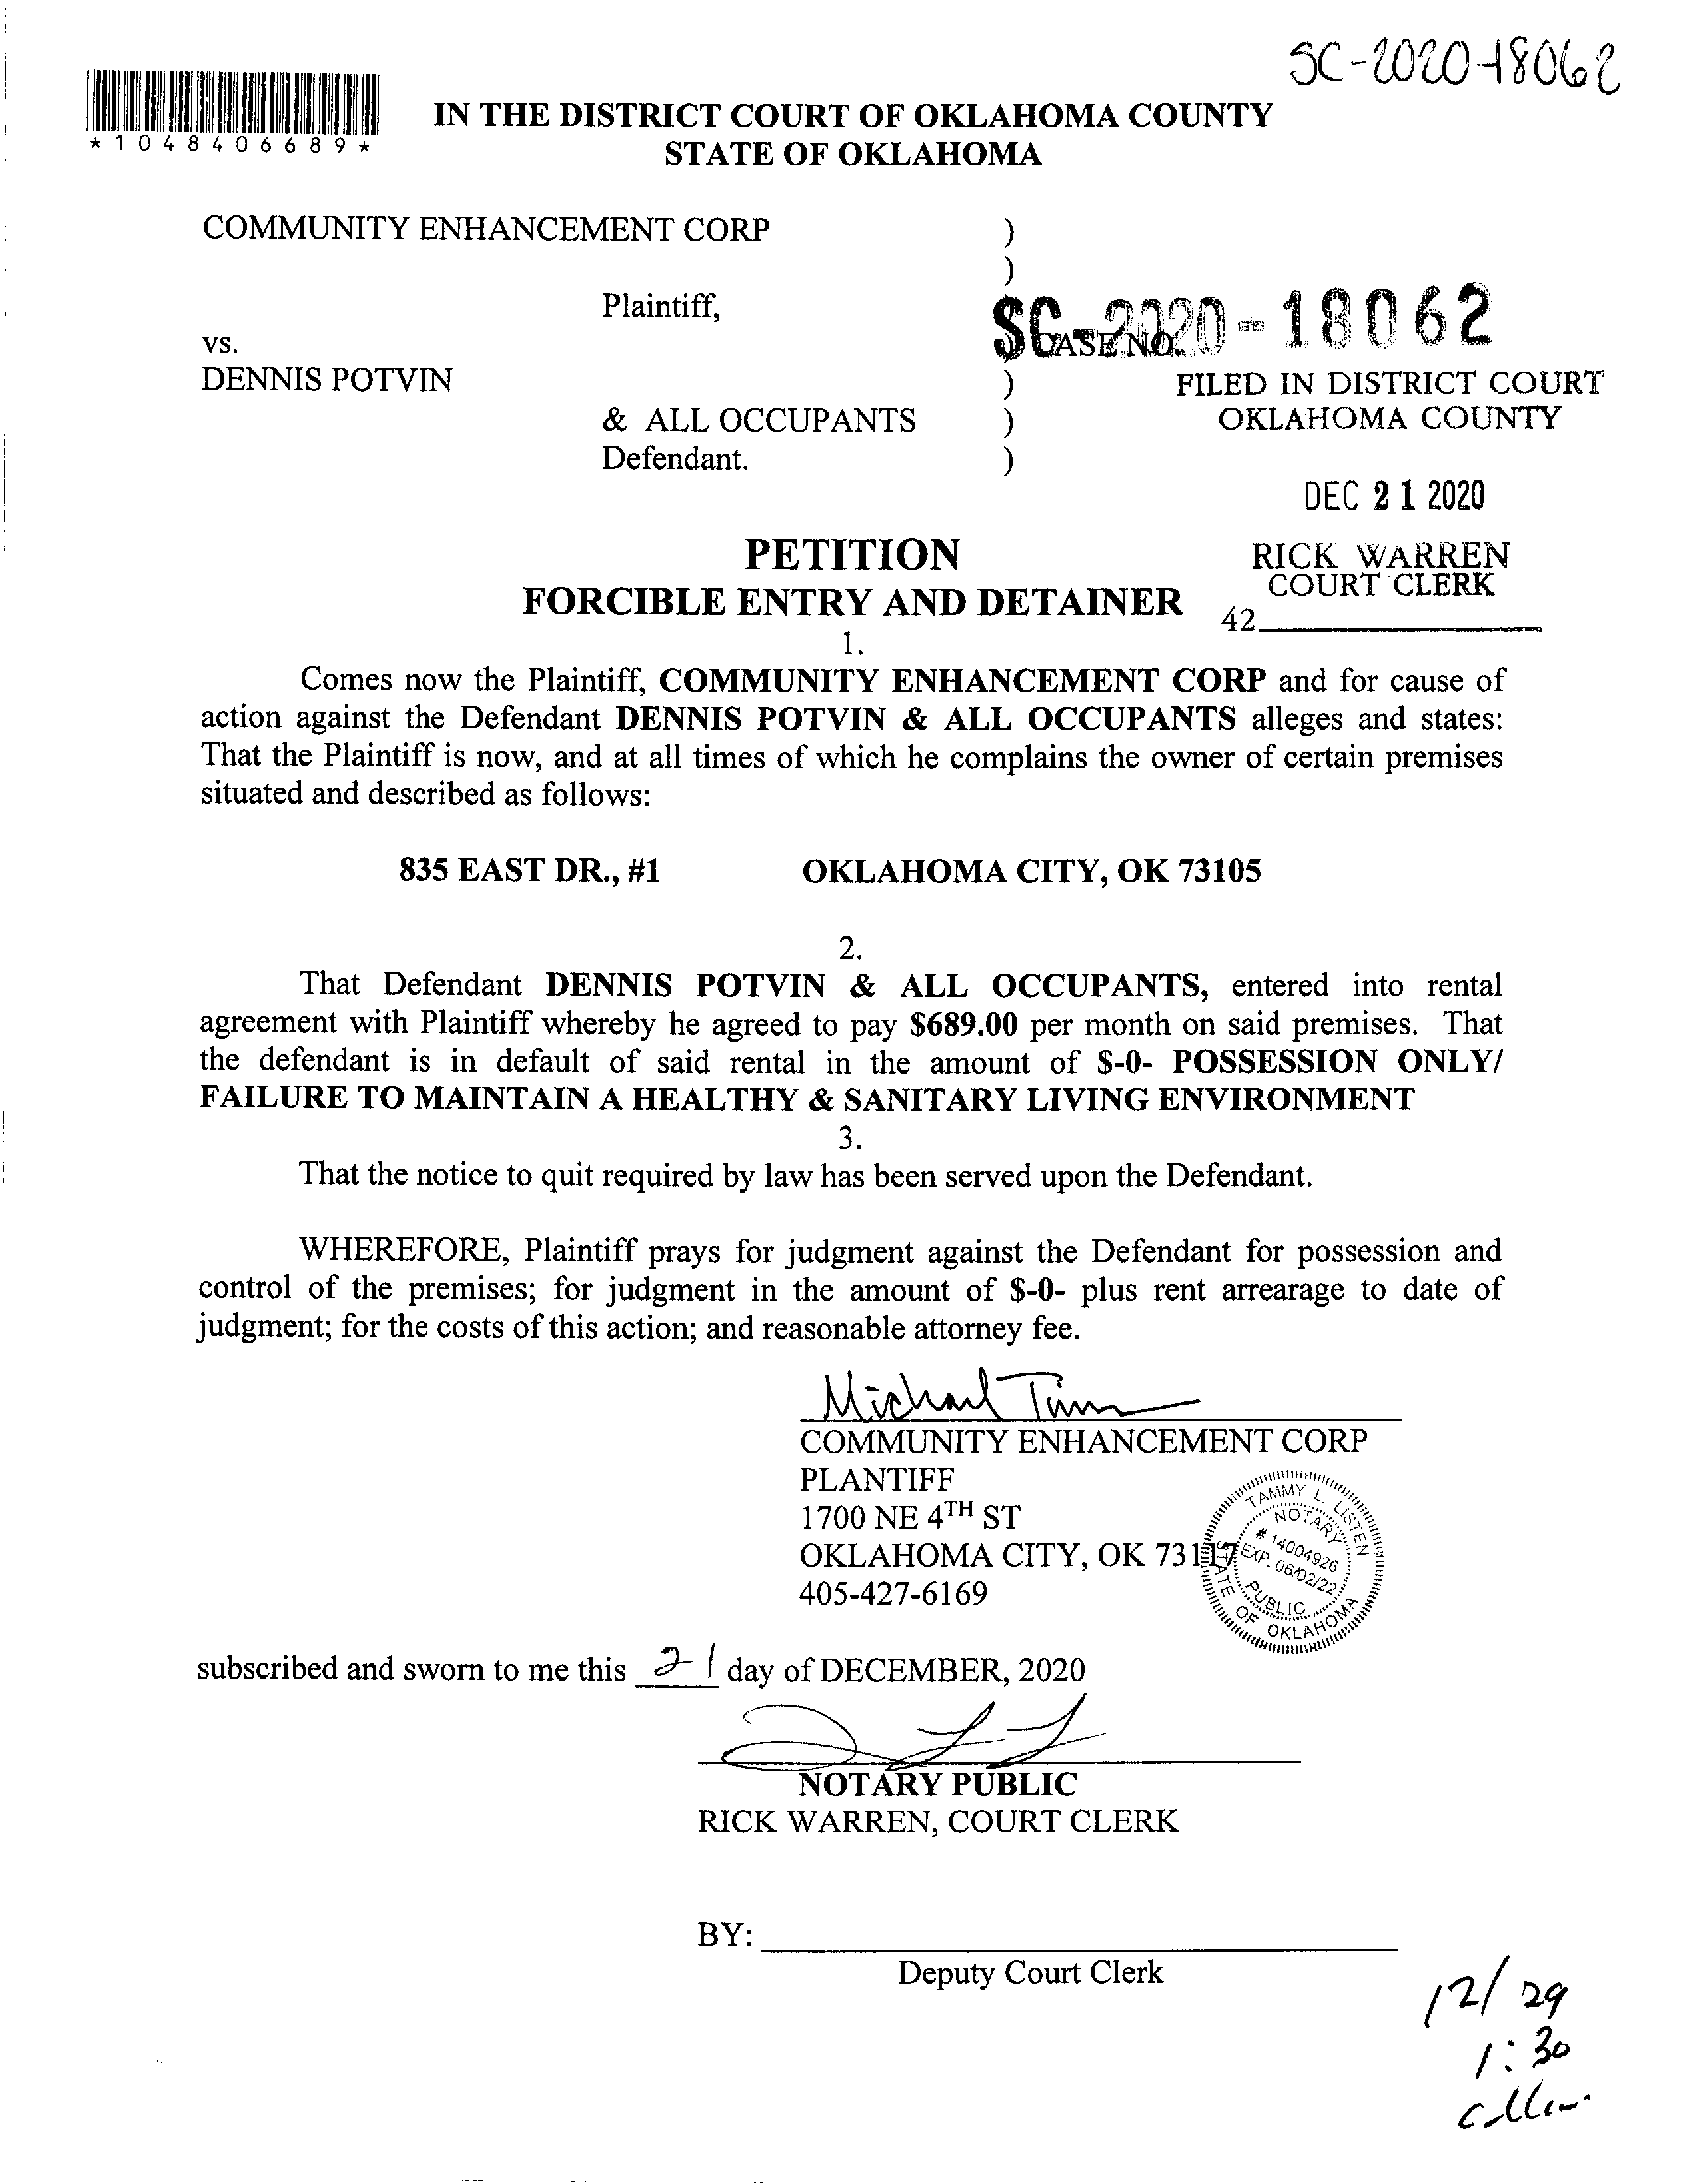 SC-2020-18062
*1048406689*
IN THE DISTRICT COURT OF OKLAHOMA COUNTY
STATE OF OKLAHOMA
COMMUNITY ENHANCEMENT CORP )
)
Plaintiff,
SC-2020-18062
CASE NO.
vs.
DENNIS POTVIN )
FILED IN DISTRICT COURT
& ALL OCCUPANTS )
OKLAHOMA COUNTY
Defendant. )
DEC 21 2020
PETITION
RICK WARREN
COURT CLERK
FORCIBLE ENTRY AND DETAINER
42
1.
Comes now the Plaintiff, COMMUNITY ENHANCEMENT CORP and for cause of
action against the Defendant DENNIS POTVIN & ALL OCCUPANTS alleges and states:
That the Plaintiff is now, and at all times of which he complains the owner of certain premises
situated and described as follows:
835 EAST DR., #1 OKLAHOMA CITY, OK 73105
2.
That Defendant DENNIS POTVIN & ALL OCCUPANTS, entered into rental
agreement with Plaintiff whereby he agreed to pay $689.00 per month on said premises. That
the defendant is in default of said rental in the amount of $-0- POSSESSION ONLY/
FAILURE TO MAINTAIN A HEALTHY & SANITARY LIVING ENVIRONMENT
3.
That the notice to quit required by law has been served upon the Defendant.
WHEREFORE, Plaintiff prays for judgment against the Defendant for possession and
control of the premises; for judgment in the amount of $-0- plus rent arrearage to date of
judgment; for the costs of this action; and reasonable attorney fee.
Michael
COMMUNITY ENHANCEMENT CORP
PLANTIFF
1700 NE 4TH ST
OKLAHOMA CITY, OK 73117
405-427-6169
TAMMY L. LISTEN
NOTARY
# 14004926
EXP. 06/02/22
PUBLIC
STATE OF OKLAHOMA
subscribed and sworn to me this 21 day of DECEMBER, 2020
NOTARY PUBLIC
RICK WARREN, COURT CLERK
BY:
Deputy Court Clerk
12/29
1:30